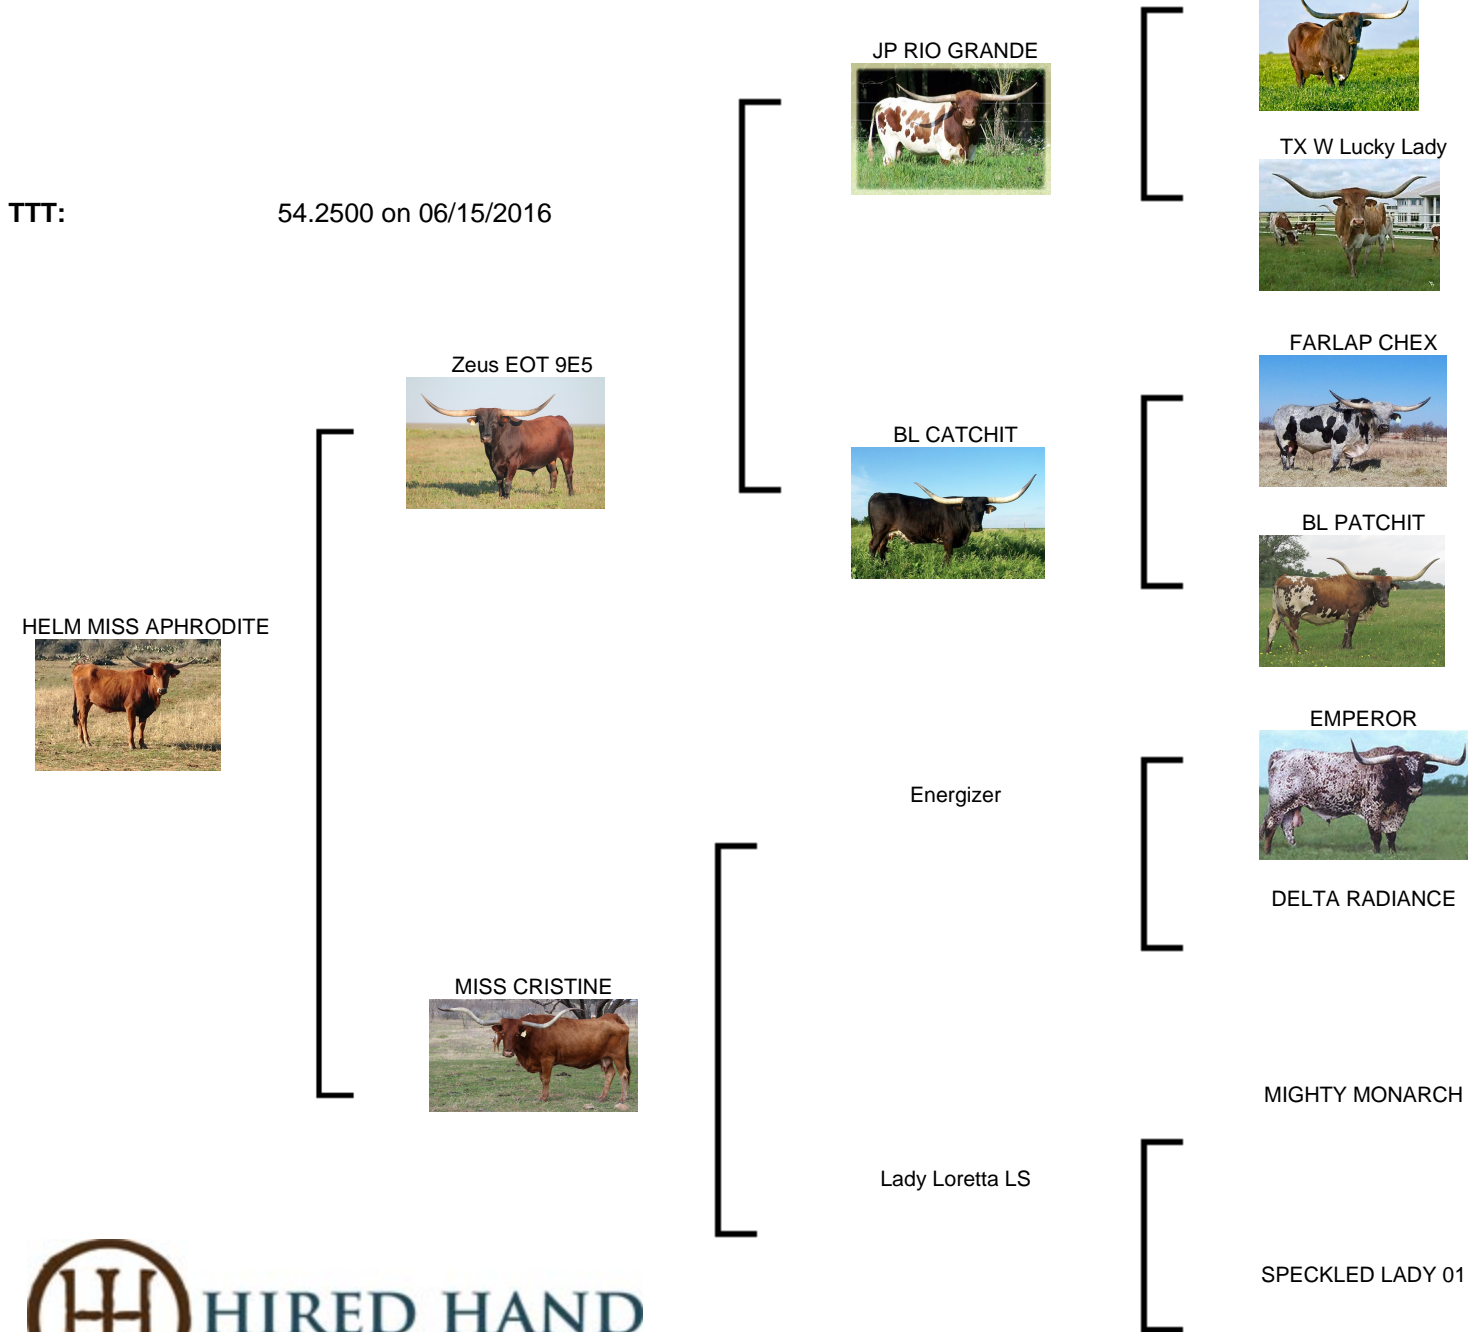 JP RIO GRANDE
TX W Lucky Lady
TTT: 54.2500 on 06/15/2016
FARLAP CHEX
Zeus EOT 9E5
BL CATCHIT
BL PATCHIT
HELM MISS APHRODITE
EMPEROR
Energizer
DELTA RADIANCE
MISS CRISTINE
MIGHTY MONARCH
Lady Loretta LS
SPECKLED LADY 01
HIRED HAND